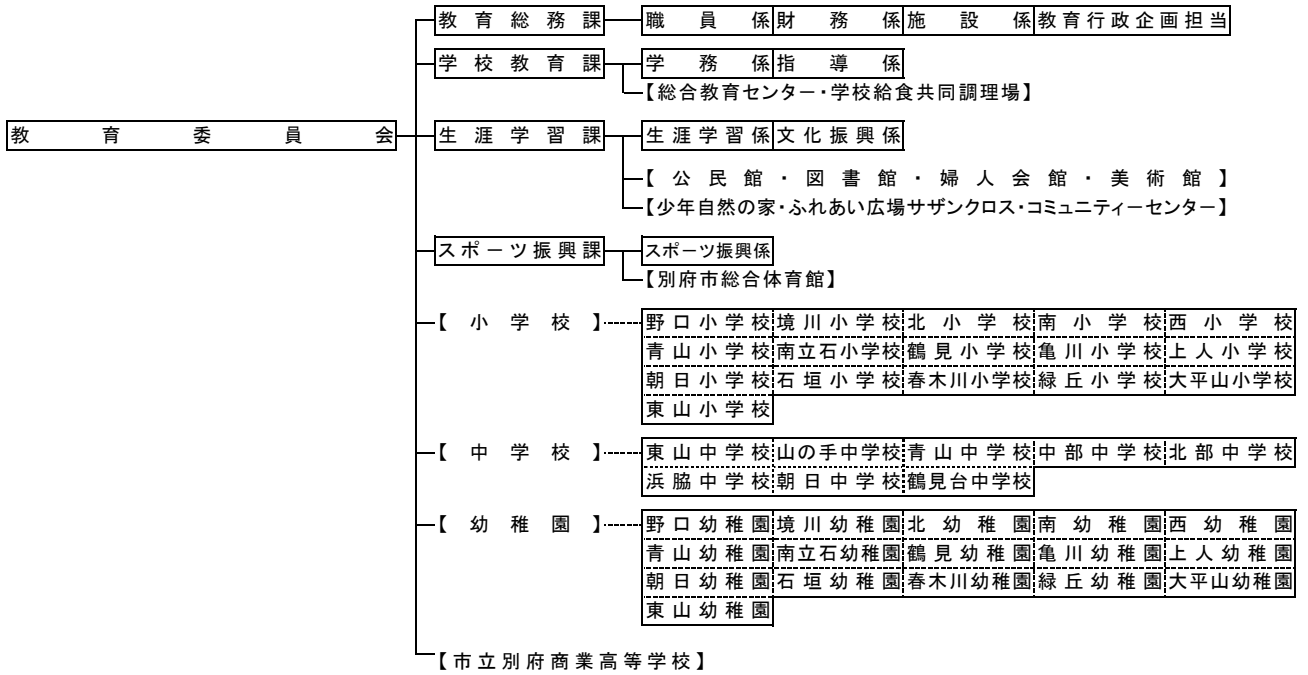 教育総務課 職員係 財務係 施設係 教育行政企画担当
学校教育課 学務係 指導係
【総合教育センター・学校給食共同調理場】
教育委員会 生涯学習課 生涯学習係 文化振興係
【公民館・図書館・婦人会館・美術館】
【少年自然の家・ふれあい広場サザンクロス・コミュニティーセンター】
スポーツ振興課 スポーツ振興係
【別府市総合体育館】
【小学校】 野口小学校 境川小学校 北小学校 南小学校 西小学校
青山小学校 南立石小学校 鶴見小学校 亀川小学校 上人小学校
朝日小学校 石垣小学校 春木川小学校 緑丘小学校 大平山小学校
東山小学校
【中学校】 東山中学校 山の手中学校 青山中学校 中部中学校 北部中学校
浜脇中学校 朝日中学校 鶴見台中学校
【幼稚園】 野口幼稚園 境川幼稚園 北幼稚園 南幼稚園 西幼稚園
青山幼稚園 南立石幼稚園 鶴見幼稚園 亀川幼稚園 上人幼稚園
朝日幼稚園 石垣幼稚園 春木川幼稚園 緑丘幼稚園 大平山幼稚園
東山幼稚園
【市立別府商業高等学校】